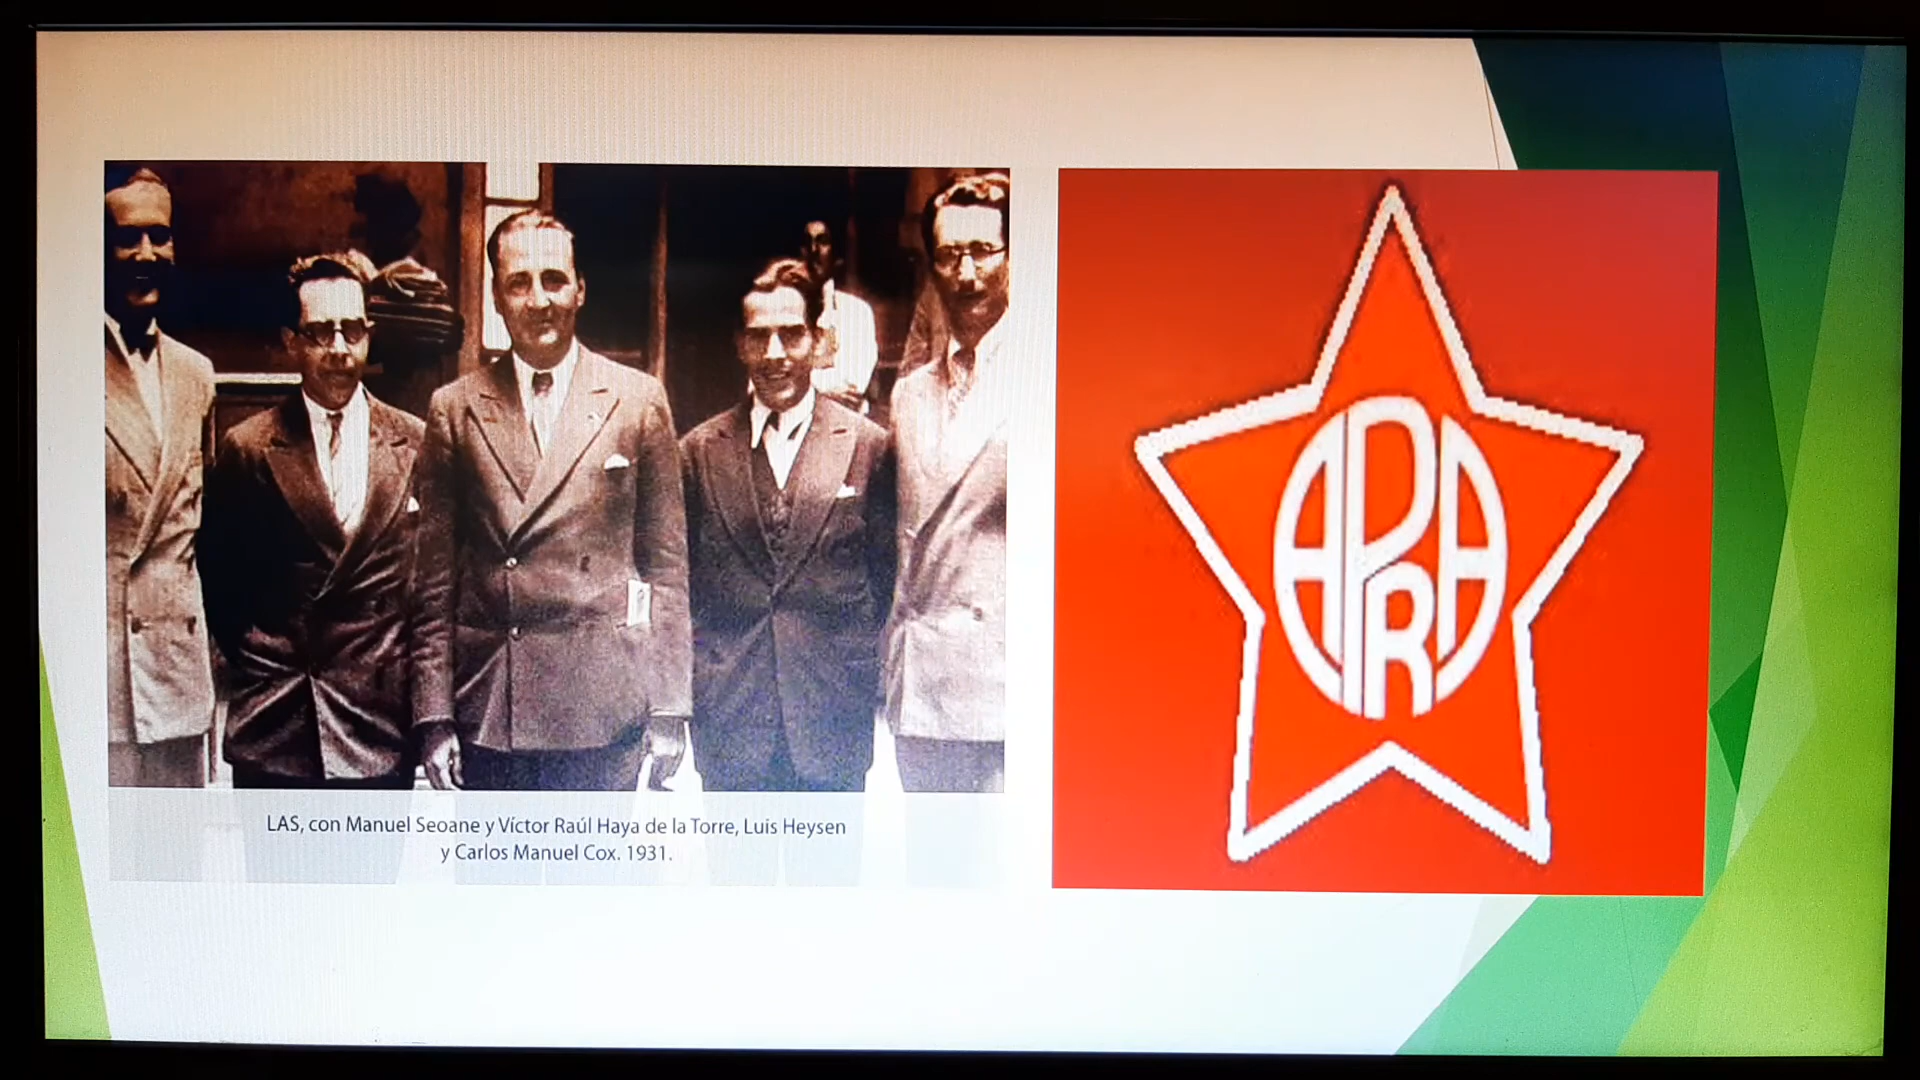 LAS, con Manuel Seoane y Víctor Raúl Haya de la Torre, Luis Heysen
y Carlos Manuel Cox. 1931.
APRA